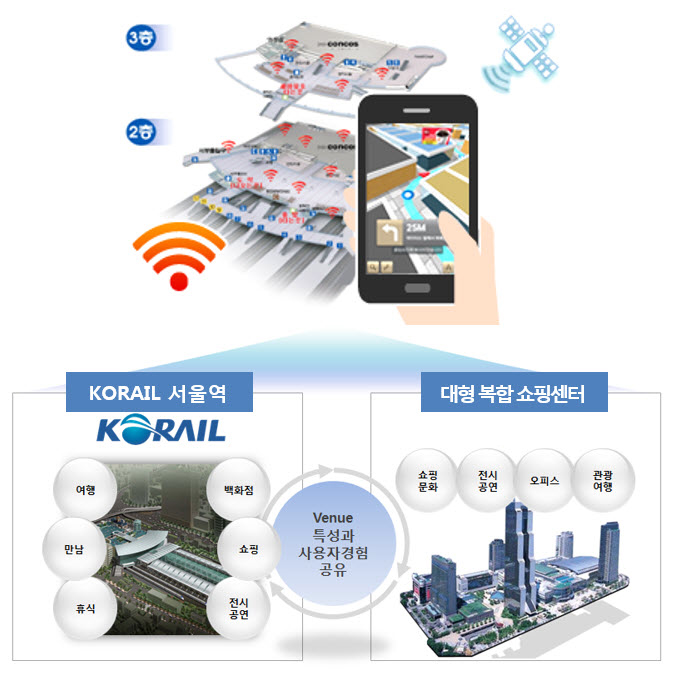 3층
concos
2층
concos
25M
KORAIL 서울역
대형 복합 쇼핑센터
KORAIL
여행
백화점
만남
쇼핑
휴식
전시
공연
Venue
특성과
사용자경험
공유
쇼핑
문화
전시
공연
오피스
관광
여행